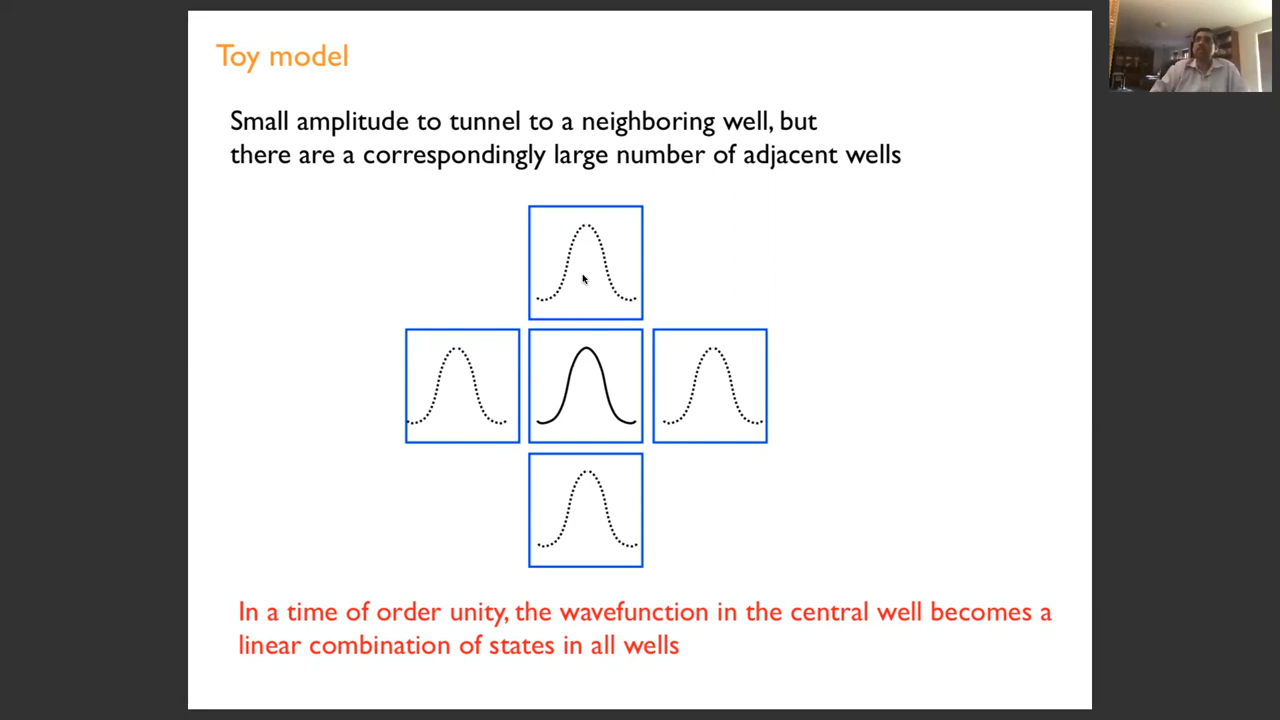 Toy model
Small amplitude to tunnel to a neighboring well, but
there are a correspondingly large number of adjacent wells
In a time of order unity, the wavefunction in the central well becomes a
linear combination of states in all wells